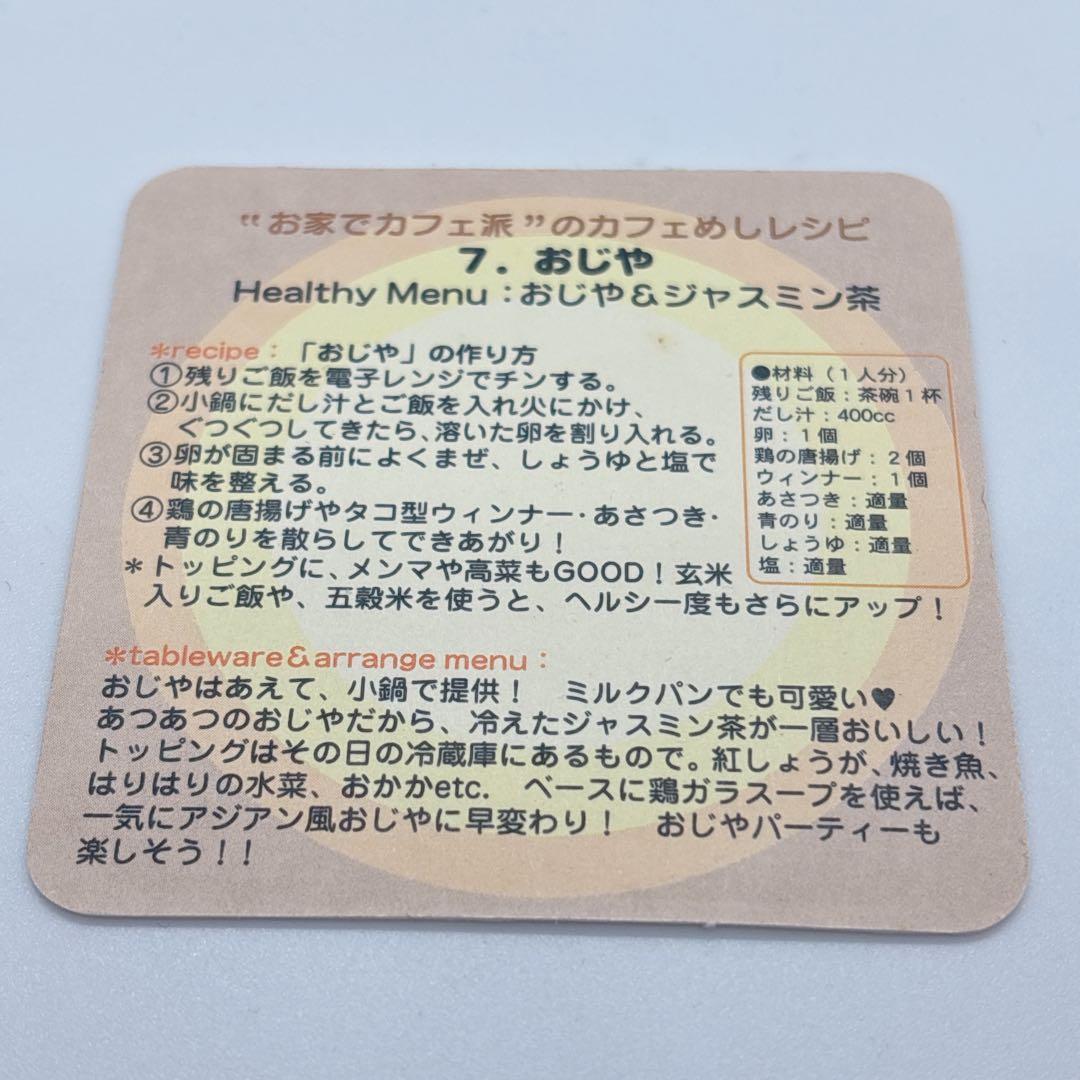 “お家でカフェ派”のカフェめしレシピ
7．おじや
Healthy Menu：おじや＆ジャスミン茶
＊recipe：「おじや」の作り方
①残りご飯を電子レンジでチンする。
②小鍋にだし汁とご飯を入れ火にかけ、
ぐつぐつしてきたら、溶いた卵を割り入れる。
③卵が固まる前によくまぜ、しょうゆと塩で
味を整える。
④鶏の唐揚げやタコ型ウィンナー・あさつき・
青のりを散らしてできあがり！
＊トッピングに、メンマや高菜もGOOD！玄米
入りご飯や、五穀米を使うと、ヘルシー度もさらにアップ！
●材料（1人分）
残りご飯：茶碗1杯
だし汁：400cc
卵：1個
鶏の唐揚げ：2個
ウィンナー：1個
あさつき：適量
青のり：適量
しょうゆ：適量
塩：適量
＊tableware＆arrange menu：
おじやはあえて、小鍋で提供！　ミルクパンでも可愛い♥
あつあつのおじやだから、冷えたジャスミン茶が一層おいしい！
トッピングはその日の冷蔵庫にあるもので。紅しょうが、焼き魚、
はりはりの水菜、おかかetc.　ベースに鶏ガラスープを使えば、
一気にアジアン風おじやに早変わり！　おじやパーティーも
楽しそう！！